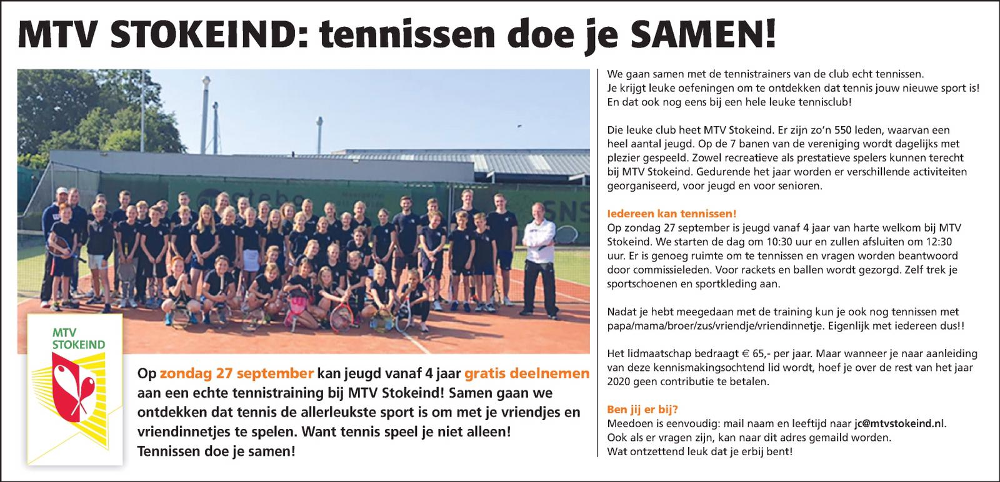 MTV STOKEIND: tennissen doe je SAMEN!
stebo
SNS
MTV
STOKEIND
Op zondag 27 september kan jeugd vanaf 4 jaar gratis deelnemen
aan een echte tennistraining bij MTV Stokeind! Samen gaan we
ontdekken dat tennis de allerleukste sport is om met je vriendjes en
vriendinnetjes te spelen. Want tennis speel je niet alleen!
Tennissen doe je samen!
We gaan samen met de tennistrainers van de club echt tennissen.
Je krijgt leuke oefeningen om te ontdekken dat tennis jouw nieuwe sport is!
En dat ook nog eens bij een hele leuke tennisclub!
Die leuke club heet MTV Stokeind. Er zijn zo’n 550 leden, waarvan een
heel aantal jeugd. Op de 7 banen van de vereniging wordt dagelijks met
plezier gespeeld. Zowel recreatieve als prestatieve spelers kunnen terecht
bij MTV Stokeind. Gedurende het jaar worden er verschillende activiteiten
georganiseerd, voor jeugd en voor senioren.
Iedereen kan tennissen!
Op zondag 27 september is jeugd vanaf 4 jaar van harte welkom bij MTV
Stokeind. We starten de dag om 10:30 uur en zullen afsluiten om 12:30
uur. Er is genoeg ruimte om te tennissen en vragen worden beantwoord
door commissieleden. Voor rackets en ballen wordt gezorgd. Zelf trek je
sportschoenen en sportkleding aan.
Nadat je hebt meegedaan met de training kun je ook nog tennissen met
papa/mama/broer/zus/vriendje/vriendinnetje. Eigenlijk met iedereen dus!!
Het lidmaatschap bedraagt € 65,- per jaar. Maar wanneer je naar aanleiding
van deze kennismakingsochtend lid wordt, hoef je over de rest van het jaar
2020 geen contributie te betalen.
Ben jij er bij?
Meedoen is eenvoudig: mail naam en leeftijd naar jc@mtvstokeind.nl.
Ook als er vragen zijn, kan naar dit adres gemaild worden.
Wat ontzettend leuk dat je erbij bent!